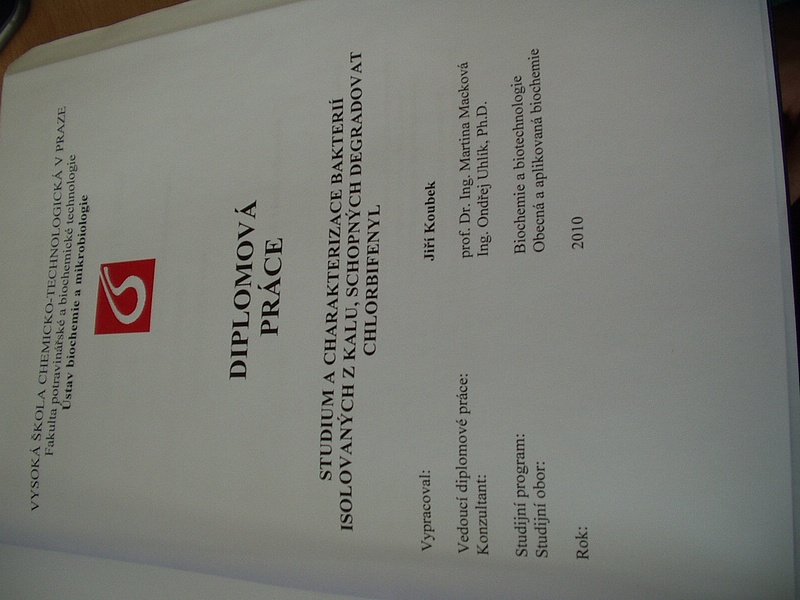 VYSOKÁ ŠKOLA CHEMICKO-TECHNOLOGICKÁ V PRAZE
Fakulta potravinářské a biochemické technologie
Ústav biochemie a mikrobiologie
DIPLOMOVÁ
PRÁCE
STUDIUM A CHARAKTERIZACE BAKTERIÍ
ISOLOVANÝCH Z KALU, SCHOPNÝCH DEGRADOVAT
CHLORBIFENYL
Vypracoval: Jiří Koubek
Vedoucí diplomové práce: prof. Dr. Ing. Martina Macková
Konzultant: Ing. Ondřej Uhlík, Ph.D.
Studijní program: Biochemie a biotechnologie
Studijní obor: Obecná a aplikovaná biochemie
Rok: 2010